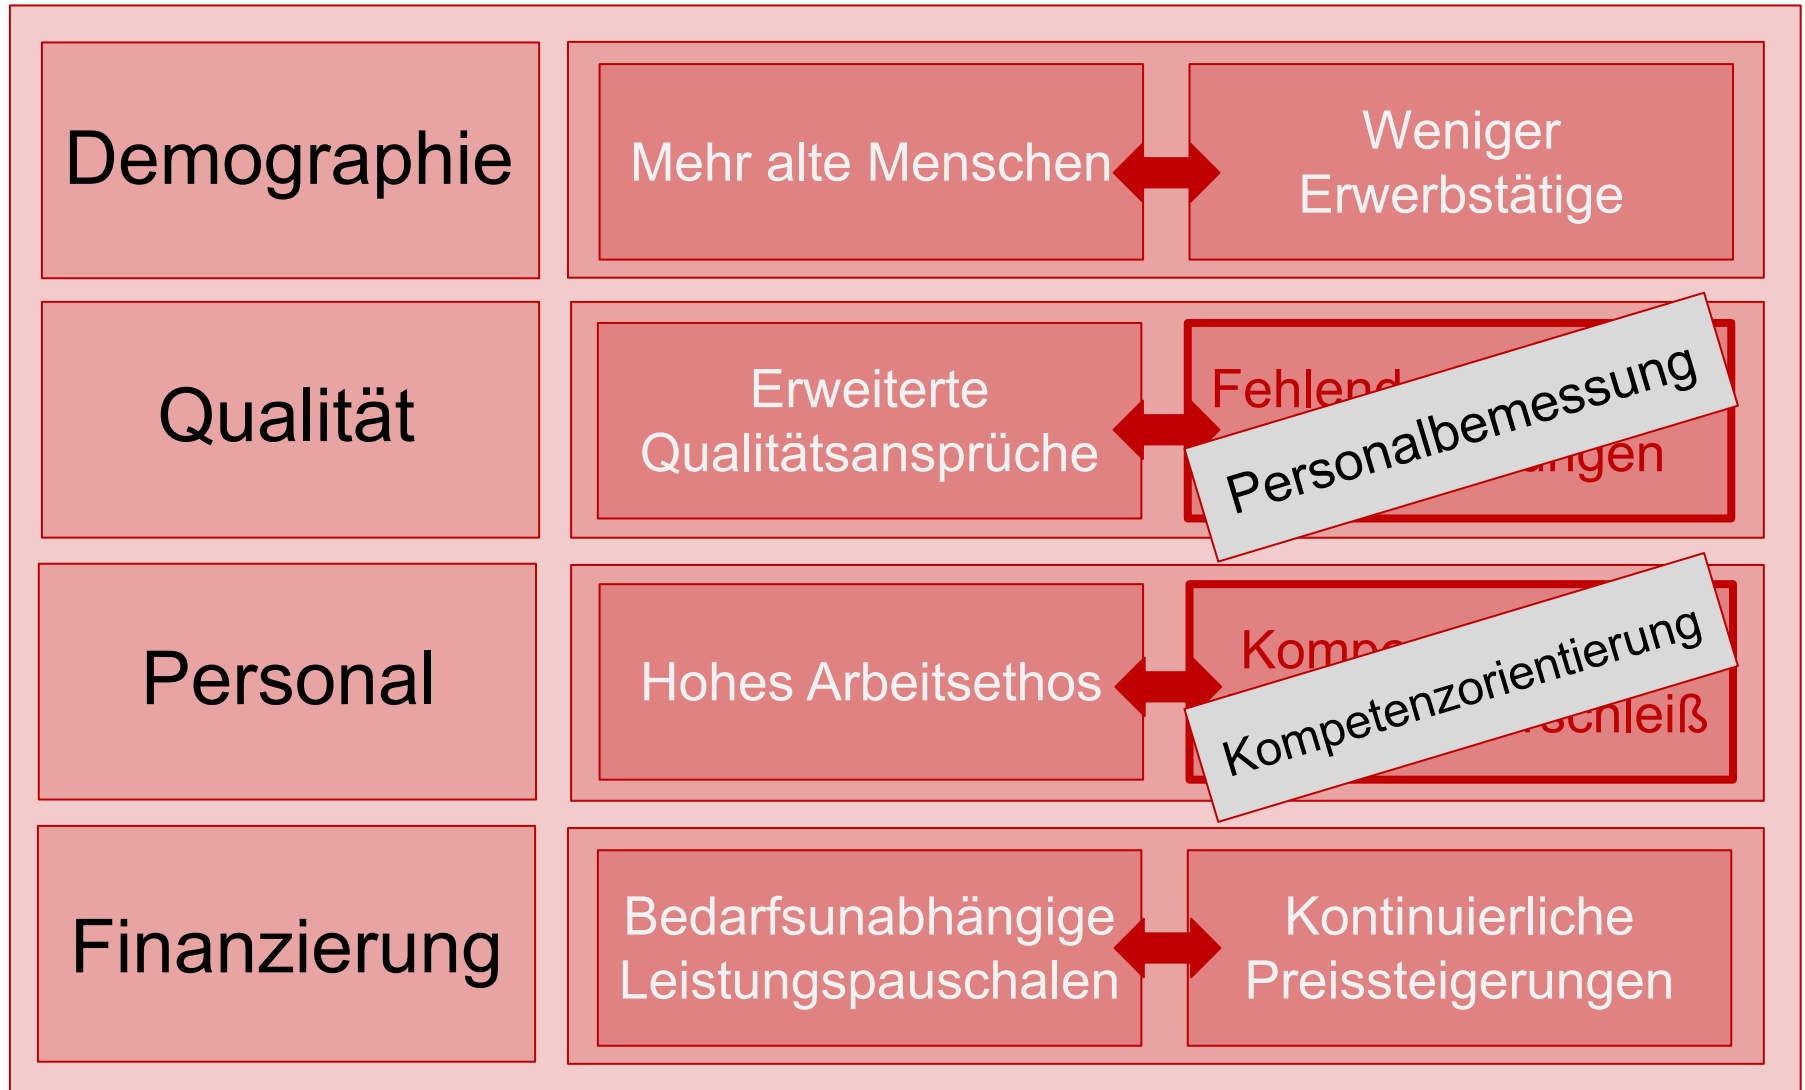 Demographie
Mehr alte Menschen
Weniger
Erwerbstätige
Qualität
Erweiterte
Qualitätsansprüche
Personalbemessung
Personal
Hohes Arbeitsethos
Kompetenzorientierung
Finanzierung
Bedarfsunabhängige
Leistungspauschalen
Kontinuierliche
Preissteigerungen